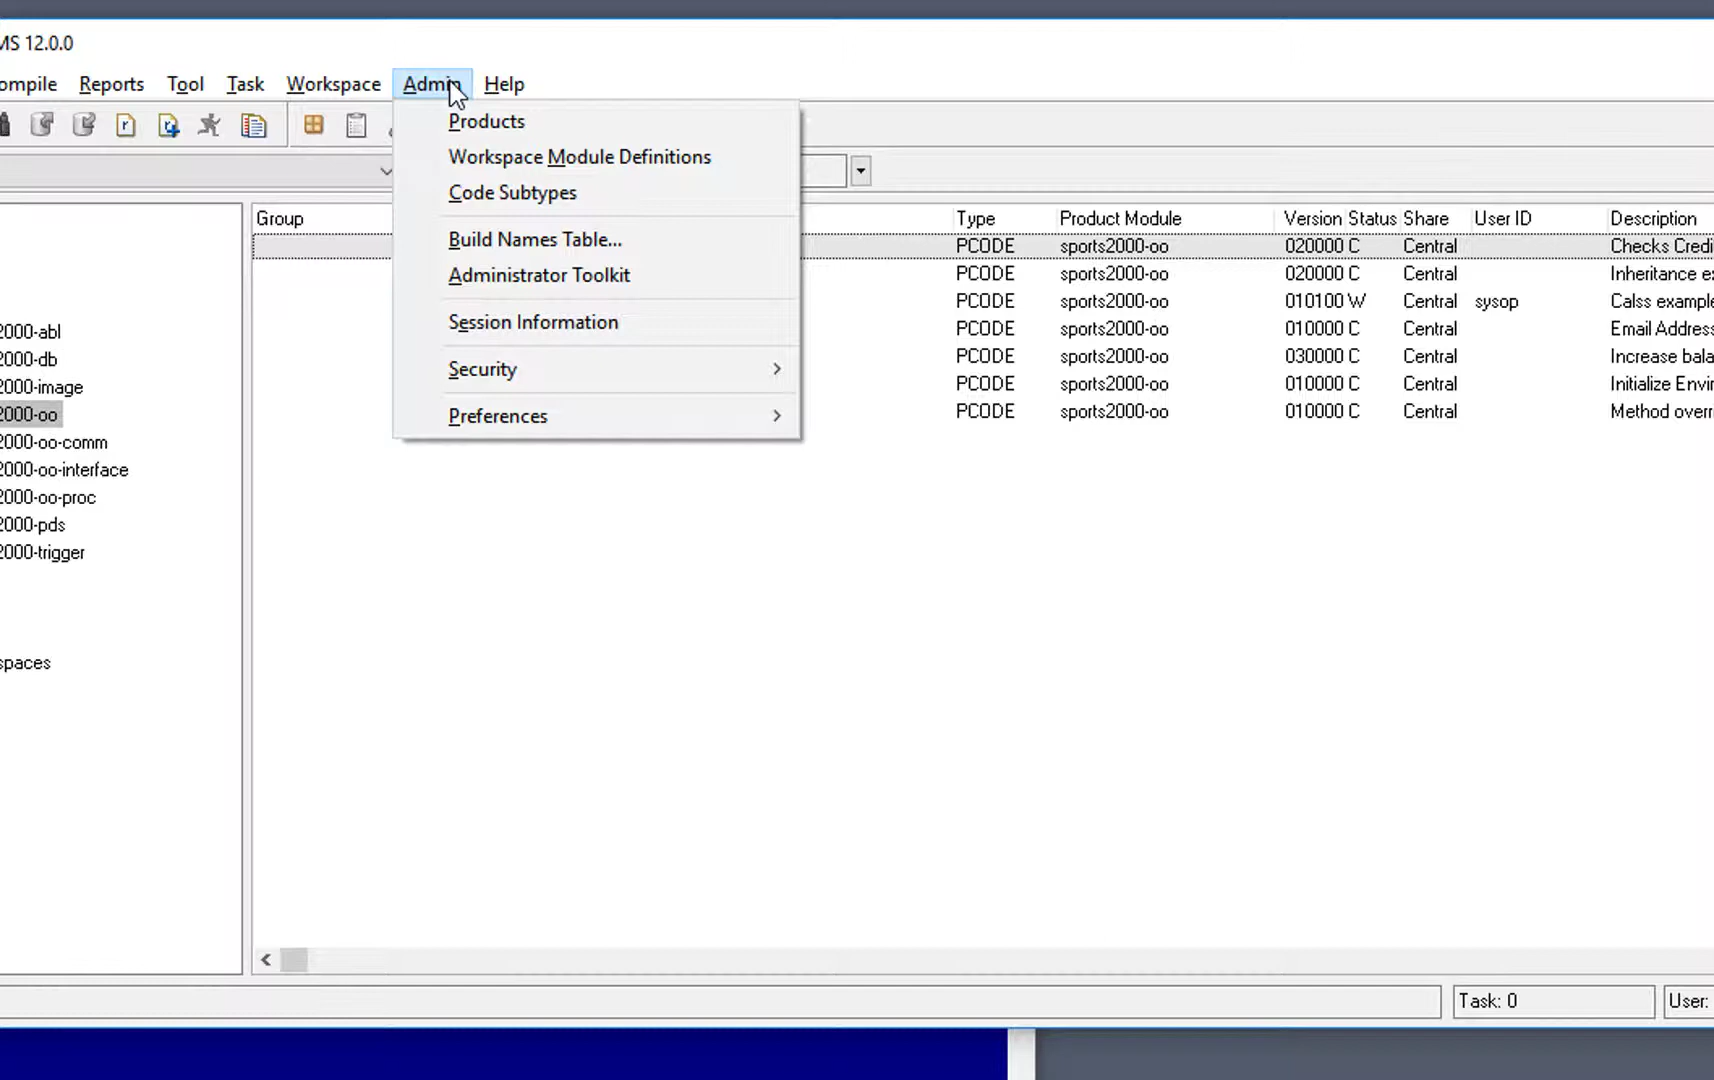 MS 12.0.0
ompile Reports Tool Task Workspace Admin Help
Products
Workspace Module Definitions
Code Subtypes
Build Names Table...
Administrator Toolkit
Session Information
Security
Preferences
2000-abl
2000-db
2000-image
2000-oo
2000-oo-comm
2000-oo-interface
2000-oo-proc
2000-pds
2000-trigger
spaces
Group Type Product Module Version Status Share User ID Description
PCODE sports2000-oo 020000 C Central Checks Credi
PCODE sports2000-oo 020000 C Central Inheritance e
PCODE sports2000-oo 010100 W Central sysop Calss example
PCODE sports2000-oo 010000 C Central Email Address
PCODE sports2000-oo 030000 C Central Increase bala
PCODE sports2000-oo 010000 C Central Initialize Envi
PCODE sports2000-oo 010000 C Central Method overr
Task: 0 User: